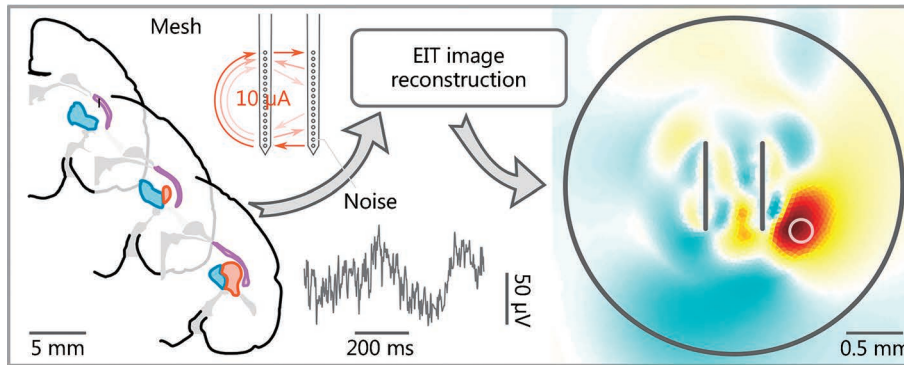 Mesh
10 µA
EIT image
reconstruction
Noise
50 µV
5 mm
200 ms
0.5 mm